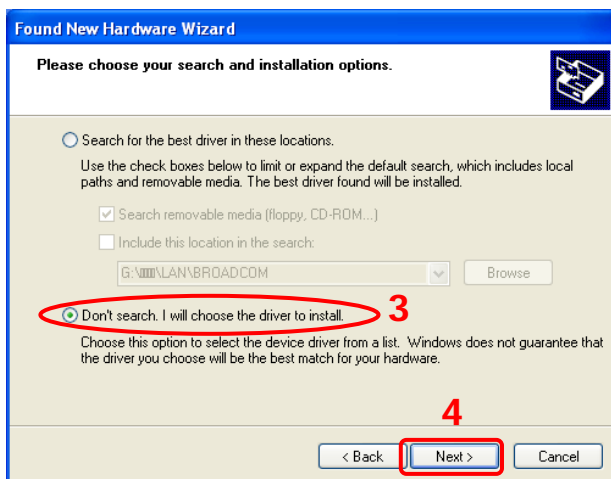 Found New Hardware Wizard
Please choose your search and installation options.
Search for the best driver in these locations.
Use the check boxes below to limit or expand the default search, which includes local
paths and removable media. The best driver found will be installed.
Search removable media (floppy, CD-ROM...)
Include this location in the search:
\LAN\BROADCOM
Browse
Don't search. I will choose the driver to install.
3
Choose this option to select the device driver from a list. Windows does not guarantee that
the driver you choose will be the best match for your hardware.
4
< Back
Next >
Cancel